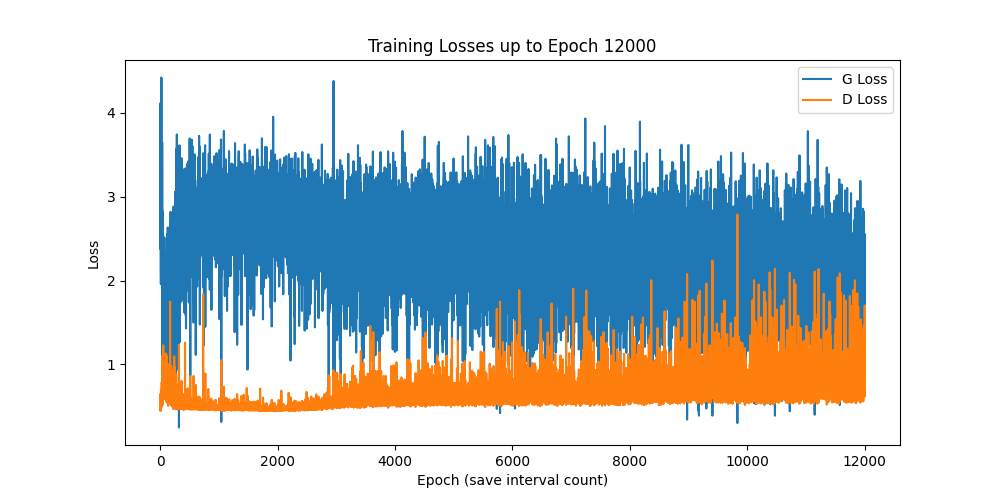 Training Losses up to Epoch 12000
G Loss
D Loss
Loss
4
3
2
1
0 2000 4000 6000 8000 10000 12000
Epoch (save interval count)